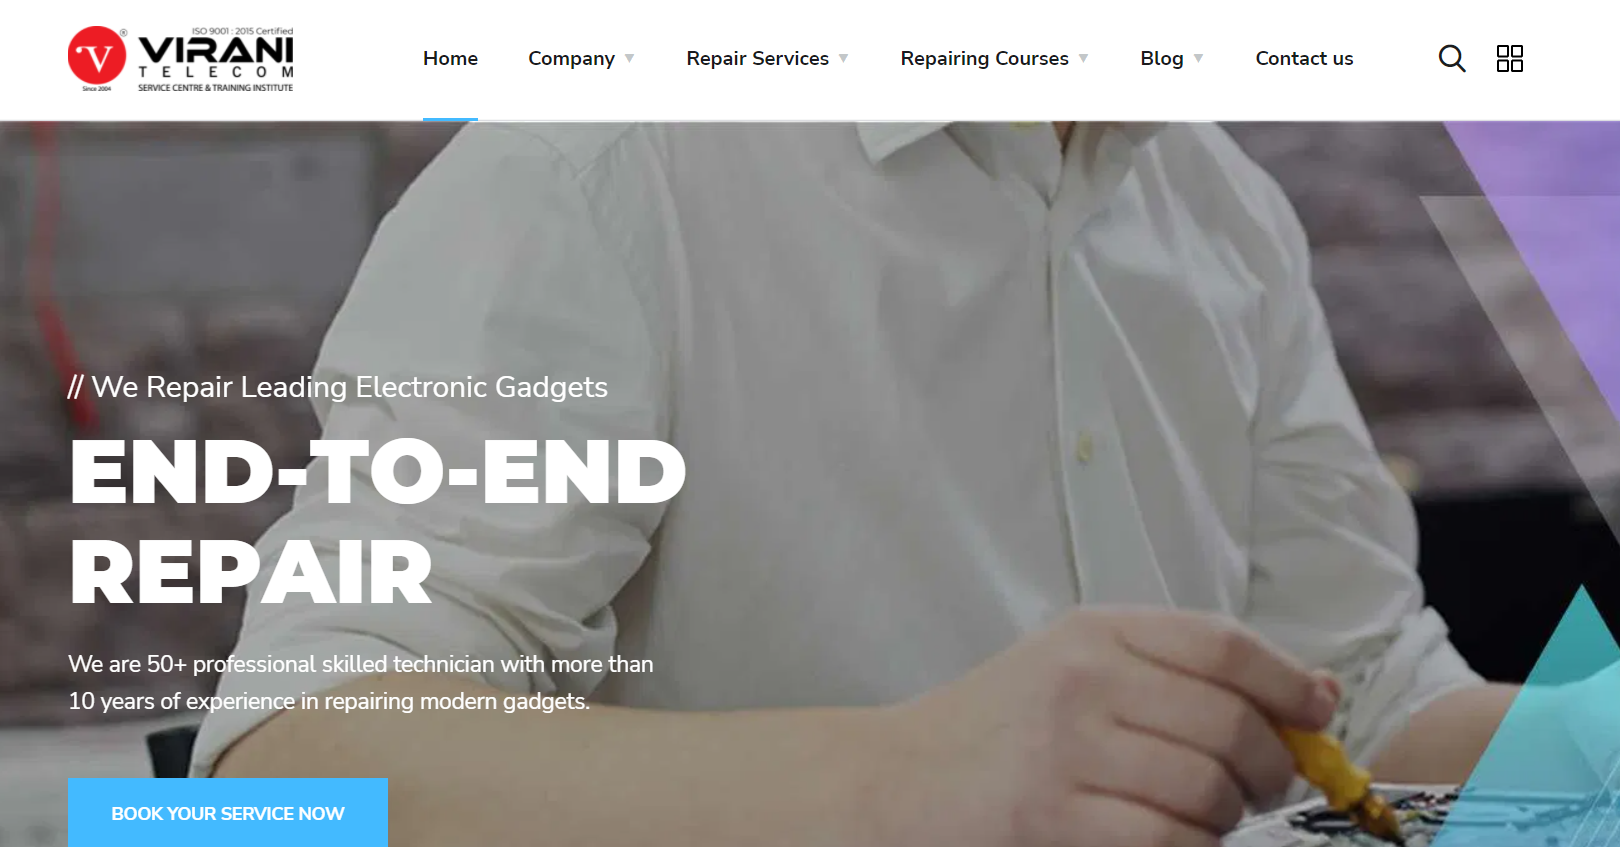 ISO 9001 : 2015 Certified
V®
VIRANI
TELECOM
Since 2004
SERVICE CENTRE & TRAINING INSTITUTE
Home
Company
Repair Services
Repairing Courses
Blog
Contact us
// We Repair Leading Electronic Gadgets
END-TO-END
REPAIR
We are 50+ professional skilled technician with more than
10 years of experience in repairing modern gadgets.
BOOK YOUR SERVICE NOW